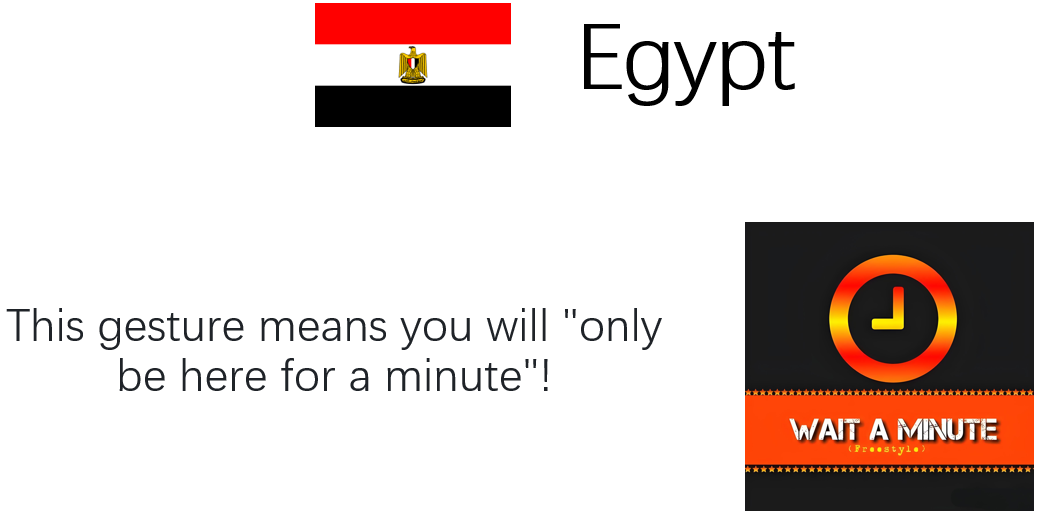 Egypt
This gesture means you will "only
be here for a minute"!
WAIT A MINUTE
(Freestyle)